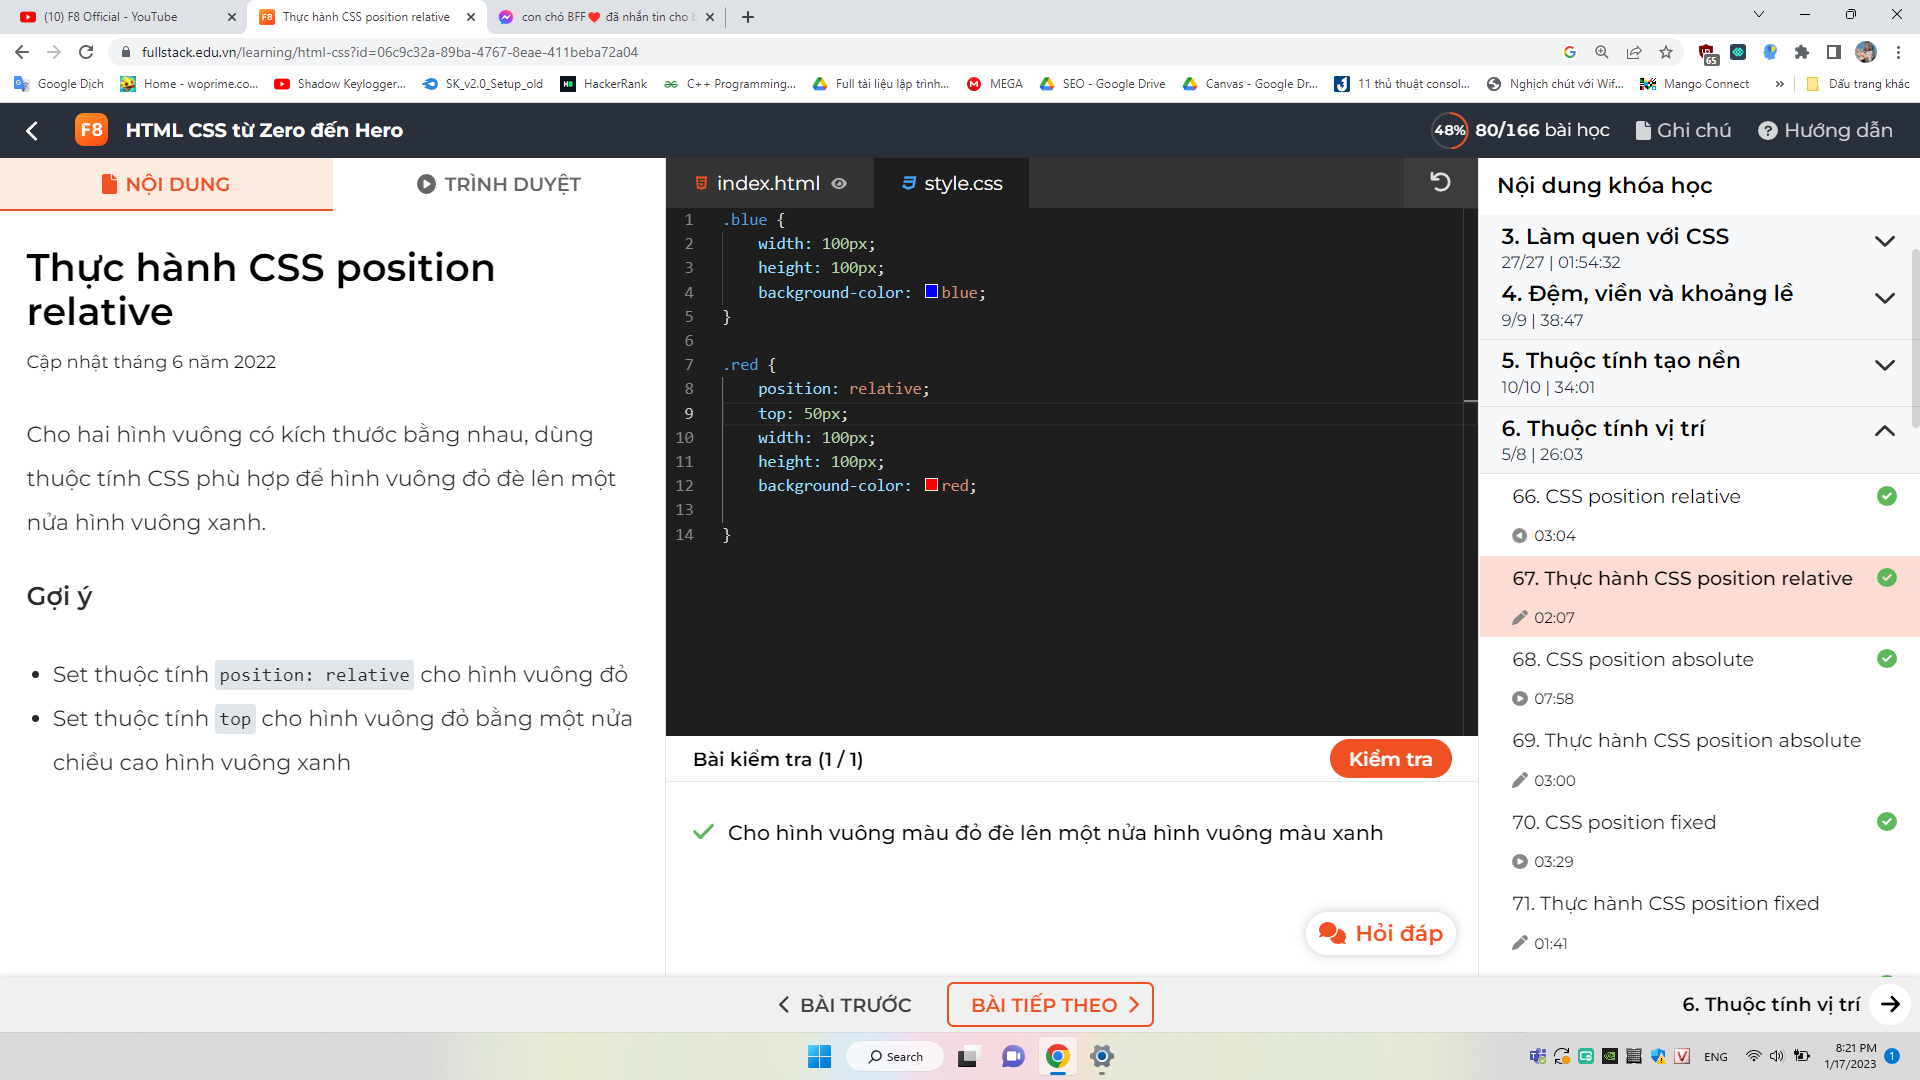 (10) F8 Official - YouTube
Thực hành CSS position relative
con chó BFF❤️ đã nhắn tin cho b
fullstack.edu.vn/learning/html-css?id=06c9c32a-89ba-4767-8eae-411beba72a04
65
Google Dịch
Home - woprime.co...
Shadow Keylogger...
SK_v2.0_Setup_old
HackerRank
C++ Programming...
Full tài liệu lập trình...
MEGA
SEO - Google Drive
Canvas - Google Dr...
11 thủ thuật consol...
Nghịch chút với Wif...
Mango Connect
»
Dấu trang khác
F8
HTML CSS từ Zero đến Hero
48%
80/166 bài học
Ghi chú
Hướng dẫn
NỘI DUNG
TRÌNH DUYỆT
Thực hành CSS position
relative
Cập nhật tháng 6 năm 2022
Cho hai hình vuông có kích thước bằng nhau, dùng
thuộc tính CSS phù hợp để hình vuông đỏ đè lên một
nửa hình vuông xanh.
Gợi ý
• Set thuộc tính position: relative cho hình vuông đỏ
• Set thuộc tính top cho hình vuông đỏ bằng một nửa
chiều cao hình vuông xanh
index.html
style.css
1 .blue {
2 width: 100px;
3 height: 100px;
4 background-color: blue;
5 }
6
7 .red {
8 position: relative;
9 top: 50px;
10 width: 100px;
11 height: 100px;
12 background-color: red;
13
14 }
Bài kiểm tra (1 / 1)
Kiểm tra
Cho hình vuông màu đỏ đè lên một nửa hình vuông màu xanh
Hỏi đáp
Nội dung khóa học
3. Làm quen với CSS
27/27 | 01:54:32
4. Đệm, viền và khoảng lề
9/9 | 38:47
5. Thuộc tính tạo nền
10/10 | 34:01
6. Thuộc tính vị trí
5/8 | 26:03
66. CSS position relative
03:04
67. Thực hành CSS position relative
02:07
68. CSS position absolute
07:58
69. Thực hành CSS position absolute
03:00
70. CSS position fixed
03:29
71. Thực hành CSS position fixed
01:41
BÀI TRƯỚC
BÀI TIẾP THEO
6. Thuộc tính vị trí
Search
ENG
8:21 PM
1/17/2023
1